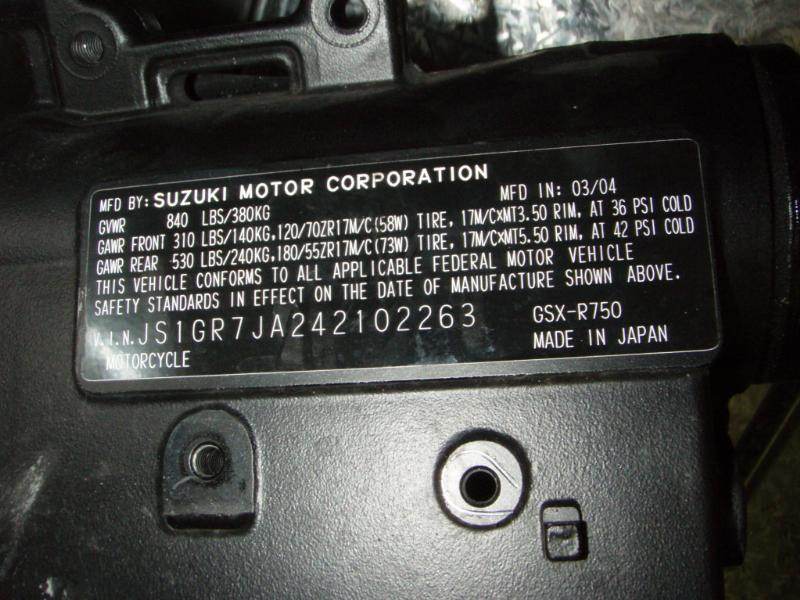 MFD BY: SUZUKI MOTOR CORPORATION MFD IN: 03/04
GVWR 840 LBS/380KG
GAWR FRONT 310 LBS/140KG,120/70ZR17M/C(58W) TIRE, 17M/C×MT3.50 RIM, AT 36 PSI COLD
GAWR REAR 530 LBS/240KG,180/55ZR17M/C(73W) TIRE, 17M/C×MT5.50 RIM, AT 42 PSI COLD
THIS VEHICLE CONFORMS TO ALL APPLICABLE FEDERAL MOTOR VEHICLE
SAFETY STANDARDS IN EFFECT ON THE DATE OF MANUFACTURE SHOWN ABOVE.
V.I.N.JS1GR7JA242102263 GSX-R750
MOTORCYCLE MADE IN JAPAN